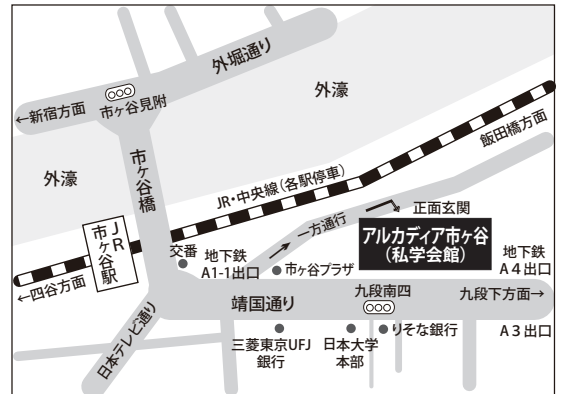 外堀通り
←新宿方面
市ヶ谷見附
外濠
飯田橋方面
市ヶ谷橋
外濠
JR・中央線（各駅停車）
JR
市ヶ谷駅
一方通行
正面玄関
交番
地下鉄
A1-1出口
市ヶ谷プラザ
アルカディア市ヶ谷
（私学会館）
地下鉄
A4出口
←四谷方面
靖国通り
九段南四
九段下方面→
日本テレビ通り
三菱東京UFJ
銀行
日本大学
本部
りそな銀行
A3出口